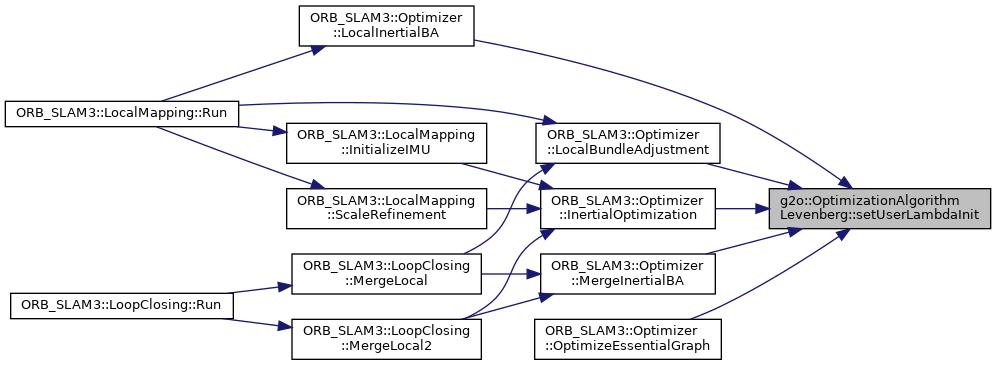 ORB_SLAM3::Optimizer
::LocalInertialBA
ORB_SLAM3::LocalMapping::Run
ORB_SLAM3::LocalMapping
::InitializeIMU
ORB_SLAM3::Optimizer
::LocalBundleAdjustment
ORB_SLAM3::LocalMapping
::ScaleRefinement
ORB_SLAM3::Optimizer
::InertialOptimization
g2o::OptimizationAlgorithm
Levenberg::setUserLambdaInit
ORB_SLAM3::LoopClosing
::MergeLocal
ORB_SLAM3::Optimizer
::MergeInertialBA
ORB_SLAM3::LoopClosing::Run
ORB_SLAM3::LoopClosing
::MergeLocal2
ORB_SLAM3::Optimizer
::OptimizeEssentialGraph